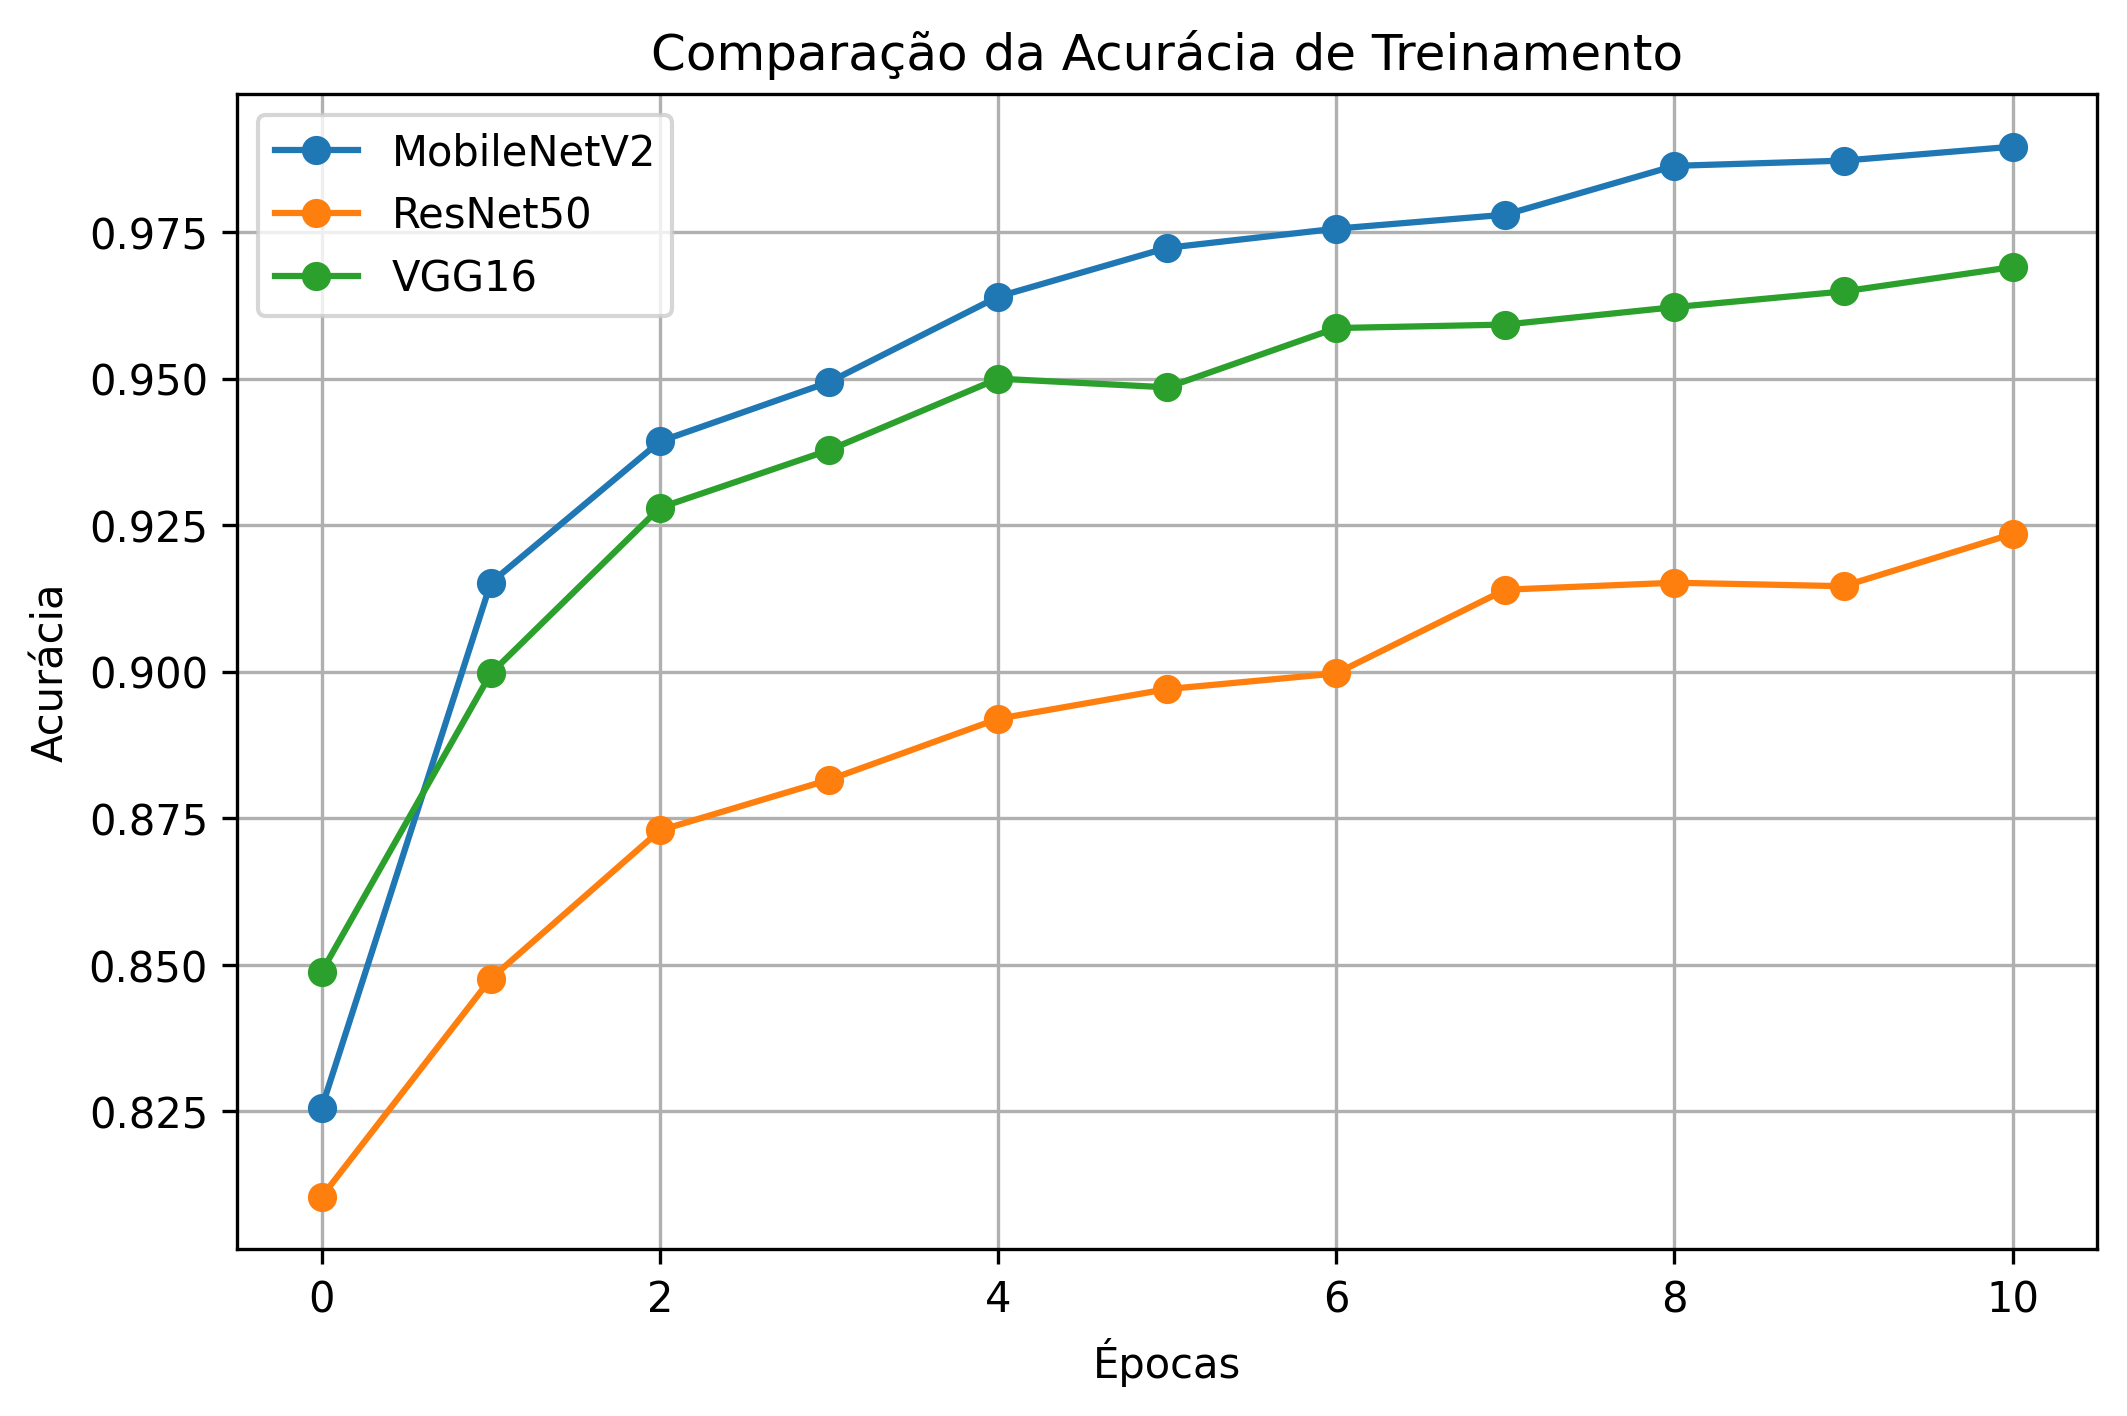 Comparação da Acurácia de Treinamento
MobileNetV2
ResNet50
VGG16
0.975
0.950
0.925
0.900
0.875
0.850
0.825
Acurácia
0 2 4 6 8 10
Épocas